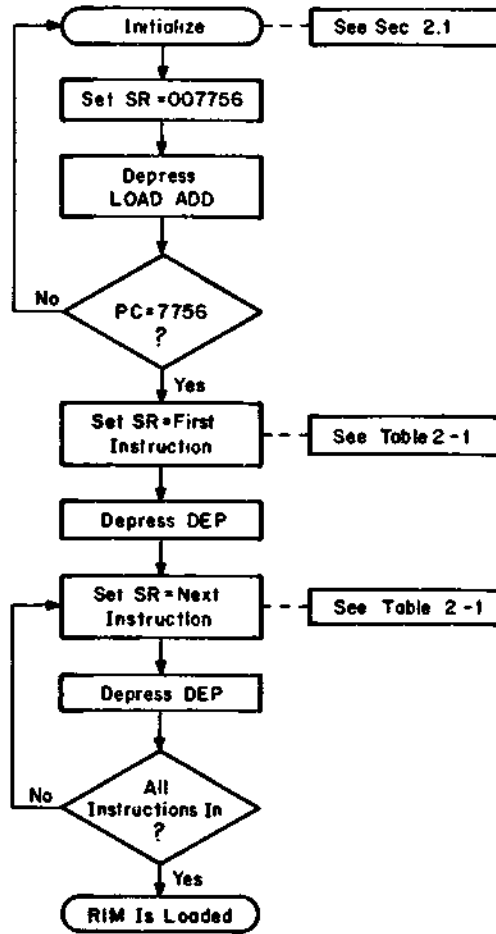 Initialize
See Sec 2.1
Set SR=007756
Depress
LOAD ADD
No
PC=7756
?
Yes
Set SR=First
Instruction
See Table 2-1
Depress DEP
Set SR=Next
Instruction
See Table 2-1
Depress DEP
No
All
Instructions In
?
Yes
RIM Is Loaded